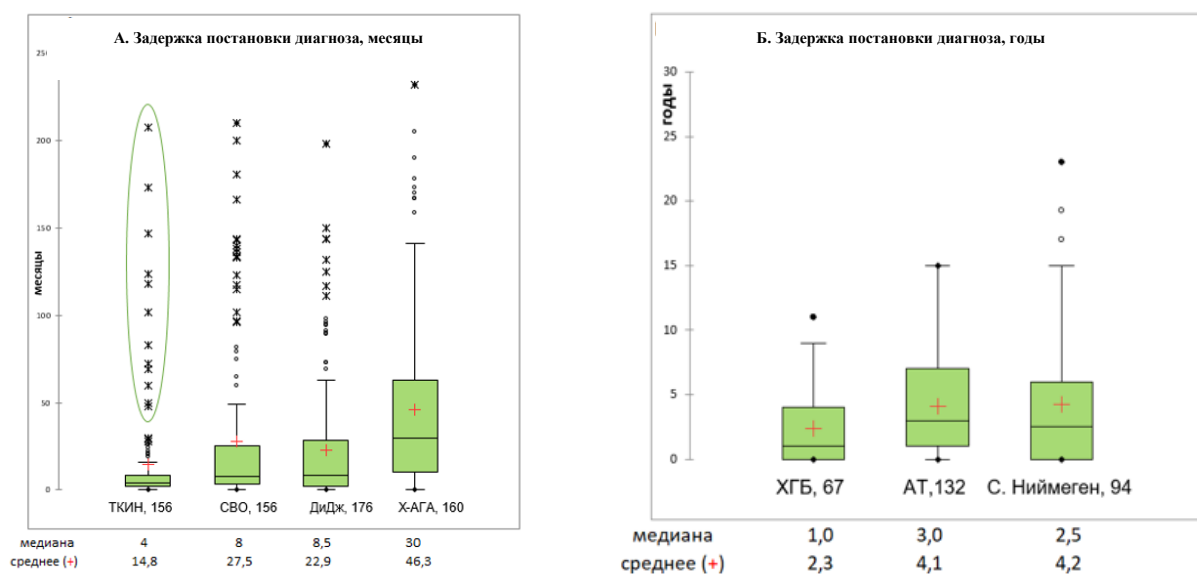 А. Задержка постановки диагноза, месяцы
200
150
100
50
0
месяцы
ТКИН, 156 СВО, 156 ДиДж, 176 Х-АГА, 160
медиана 4 8 8,5 30
среднее (+) 14,8 27,5 22,9 46,3
Б. Задержка постановки диагноза, годы
30
25
20
15
10
5
0
годы
ХГБ, 67 АТ,132 С. Ниймеген, 94
медиана 1,0 3,0 2,5
среднее (+) 2,3 4,1 4,2